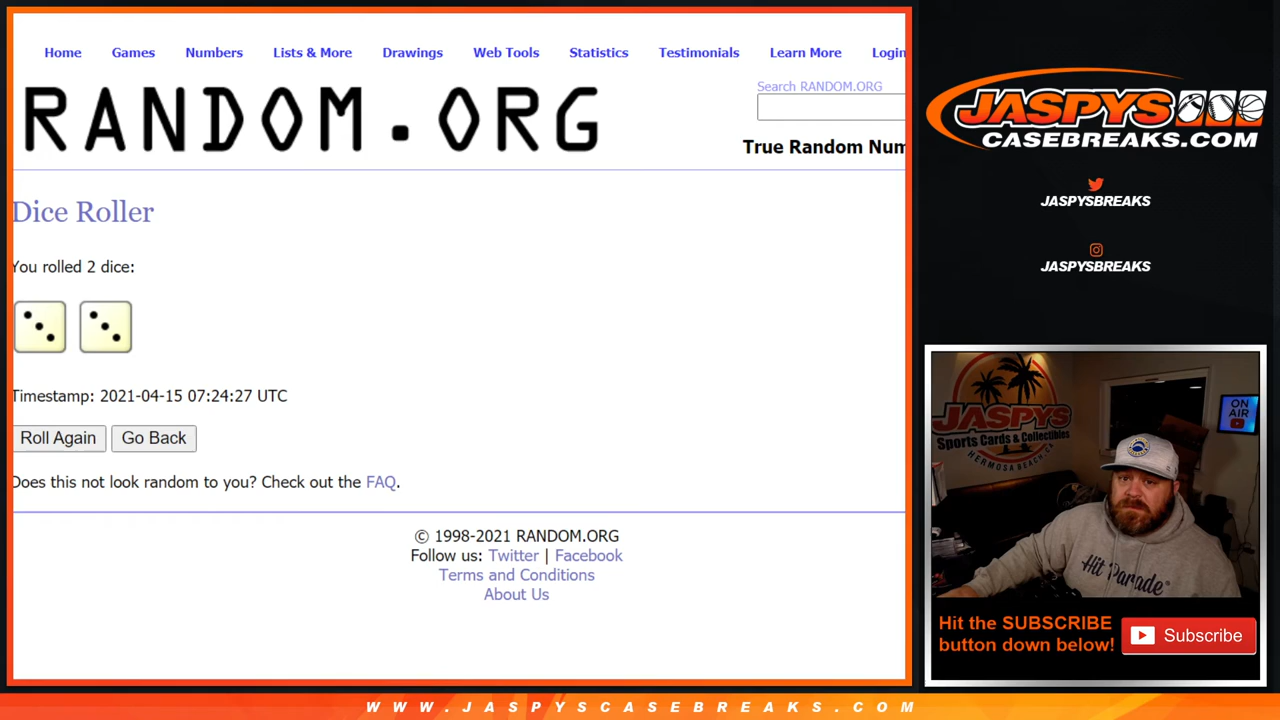 Home Games Numbers Lists & More Drawings Web Tools Statistics Testimonials Learn More Login
RANDOM.ORG
Search RANDOM.ORG
True Random Num
Dice Roller
You rolled 2 dice:
Timestamp: 2021-04-15 07:24:27 UTC
Roll Again Go Back
Does this not look random to you? Check out the FAQ.
© 1998-2021 RANDOM.ORG
Follow us: Twitter | Facebook
Terms and Conditions
About Us
JASPYS
CASEBREAKS.COM
JASPYSBREAKS
JASPYSBREAKS
JASPYS
Sports Cards & Collectibles
HERMOSA BEACH, CA
ON
AIR
Hit Parade
Hit the SUBSCRIBE
button down below!
Subscribe
WWW.JASPYSCASEBREAKS.COM